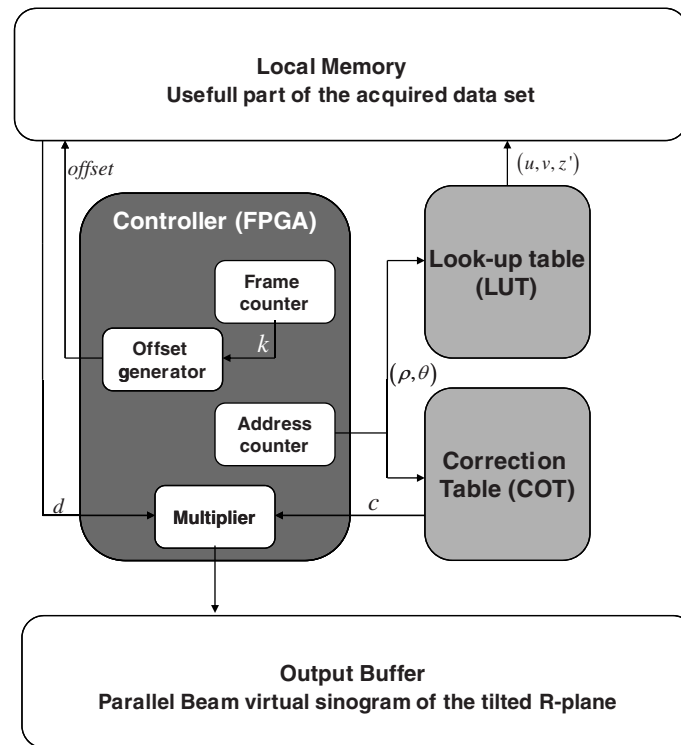 Local Memory
Usefull part of the acquired data set
offset
(u, v, z')
Controller (FPGA)
Look-up table
(LUT)
Frame
counter
k
Offset
generator
(ρ,θ)
Address
counter
Correction
Table (COT)
d
Multiplier
c
Output Buffer
Parallel Beam virtual sinogram of the tilted R-plane